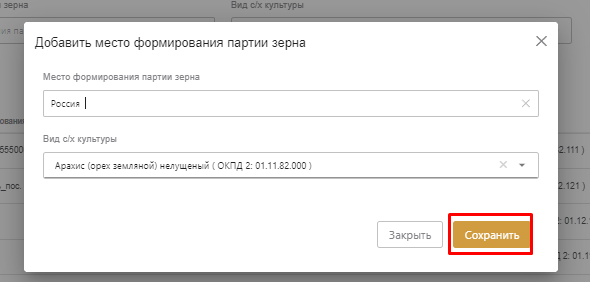 зерна
Вид с/х культуры
Добавить место формирования партии зерна
Место формирования партии зерна
Россия
Вид с/х культуры
55500
2.111 )
Арахис (орех земляной) нелущеный ( ОКПД 2: 01.11.82.000 )
ь_пос.
2.121 )
2: 01.12.
Закрыть
Сохранить
2: 01.1